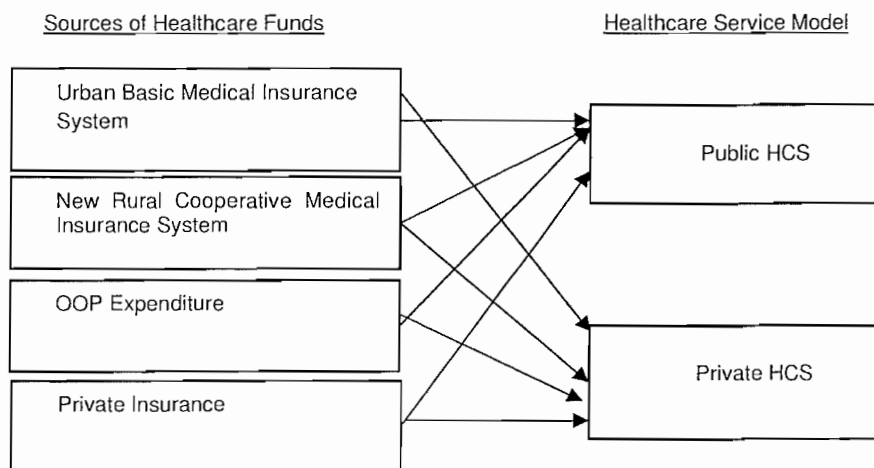 Sources of Healthcare Funds
Healthcare Service Model
Urban Basic Medical Insurance
System
New Rural Cooperative Medical
Insurance System
OOP Expenditure
Private Insurance
Public HCS
Private HCS